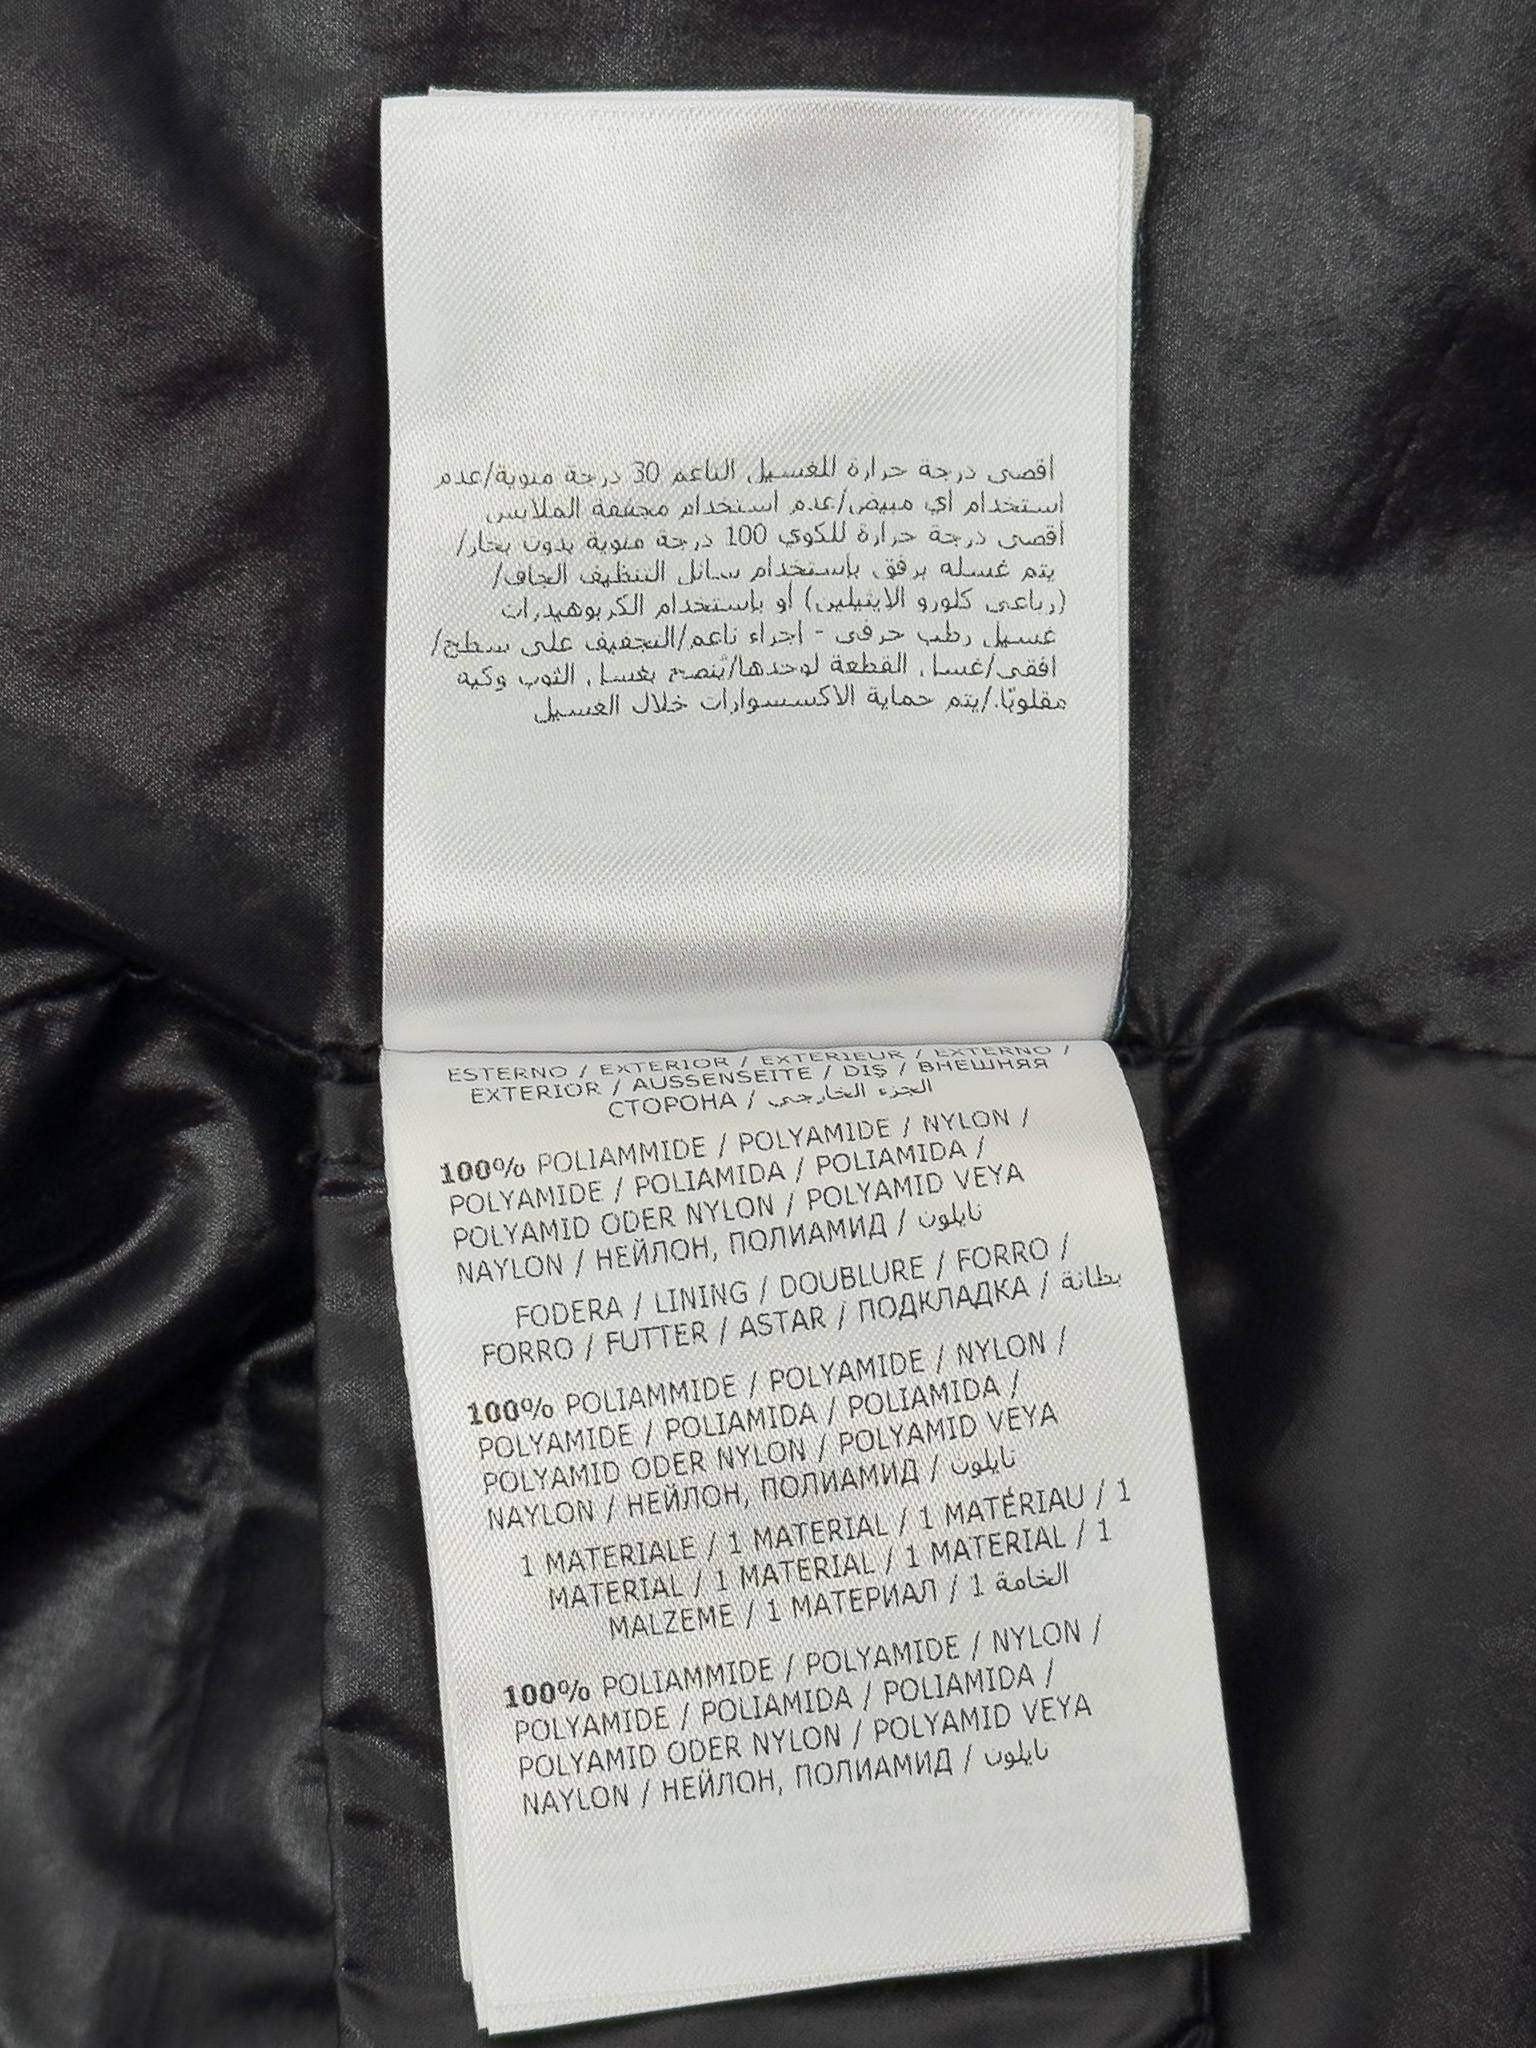 أقصى درجة حرارة للغسيل الناعم 30 درجة مئوية/عدم
استخدام اي مبيض/عدم استخدام مجففة الملابس
أقصى درجة حرارة للكوي 100 درجة مئوية بدون بخار/
يتم غسله برفق باستخدام سائل التنظيف الجاف/
(رباعي كلورو الايثيلين) أو باستخدام الكربوهيدرات
غسيل رطب حرفي - اجراء ناعم/التجفيف على سطح/
افقي/غسل القطعة لوحدها/يُنصح بغسل الثوب وكيه
مقلوبًا./يتم حماية الاكسسوارات خلال الغسيل
ESTERNO / EXTERIOR / EXTERIEUR / EXTERNO /
EXTERIOR / AUSSENSEITE / DIŞ / ВНЕШНЯЯ
СТОРОНА / الجزء الخارجي
100% POLIAMMIDE / POLYAMIDE / NYLON /
POLYAMIDE / POLIAMIDA / POLIAMIDA /
POLYAMID ODER NYLON / POLYAMID VEYA
NAYLON / НЕЙЛОН, ПОЛИАМИД / نايلون
FODERA / LINING / DOUBLURE / FORRO /
FORRO / FUTTER / ASTAR / ПОДКЛАДКА / بطانة
100% POLIAMMIDE / POLYAMIDE / NYLON /
POLYAMIDE / POLIAMIDA / POLIAMIDA /
POLYAMID ODER NYLON / POLYAMID VEYA
NAYLON / НЕЙЛОН, ПОЛИАМИД / نايلون
1 MATERIALE / 1 MATERIAL / 1 MATÉRIAU / 1
MATERIAL / 1 MATERIAL / 1 MATERIAL / 1
MALZEME / 1 МАТЕРИАЛ / 1 الخامة
100% POLIAMMIDE / POLYAMIDE / NYLON /
POLYAMIDE / POLIAMIDA / POLIAMIDA /
POLYAMID ODER NYLON / POLYAMID VEYA
NAYLON / НЕЙЛОН, ПОЛИАМИД / نايلون